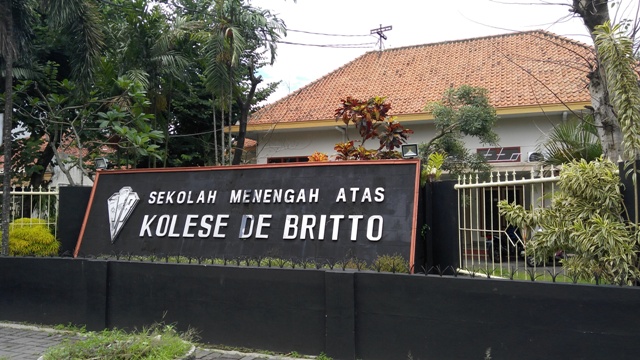 SEKOLAH MENENGAH ATAS
KOLESE DE BRITTO